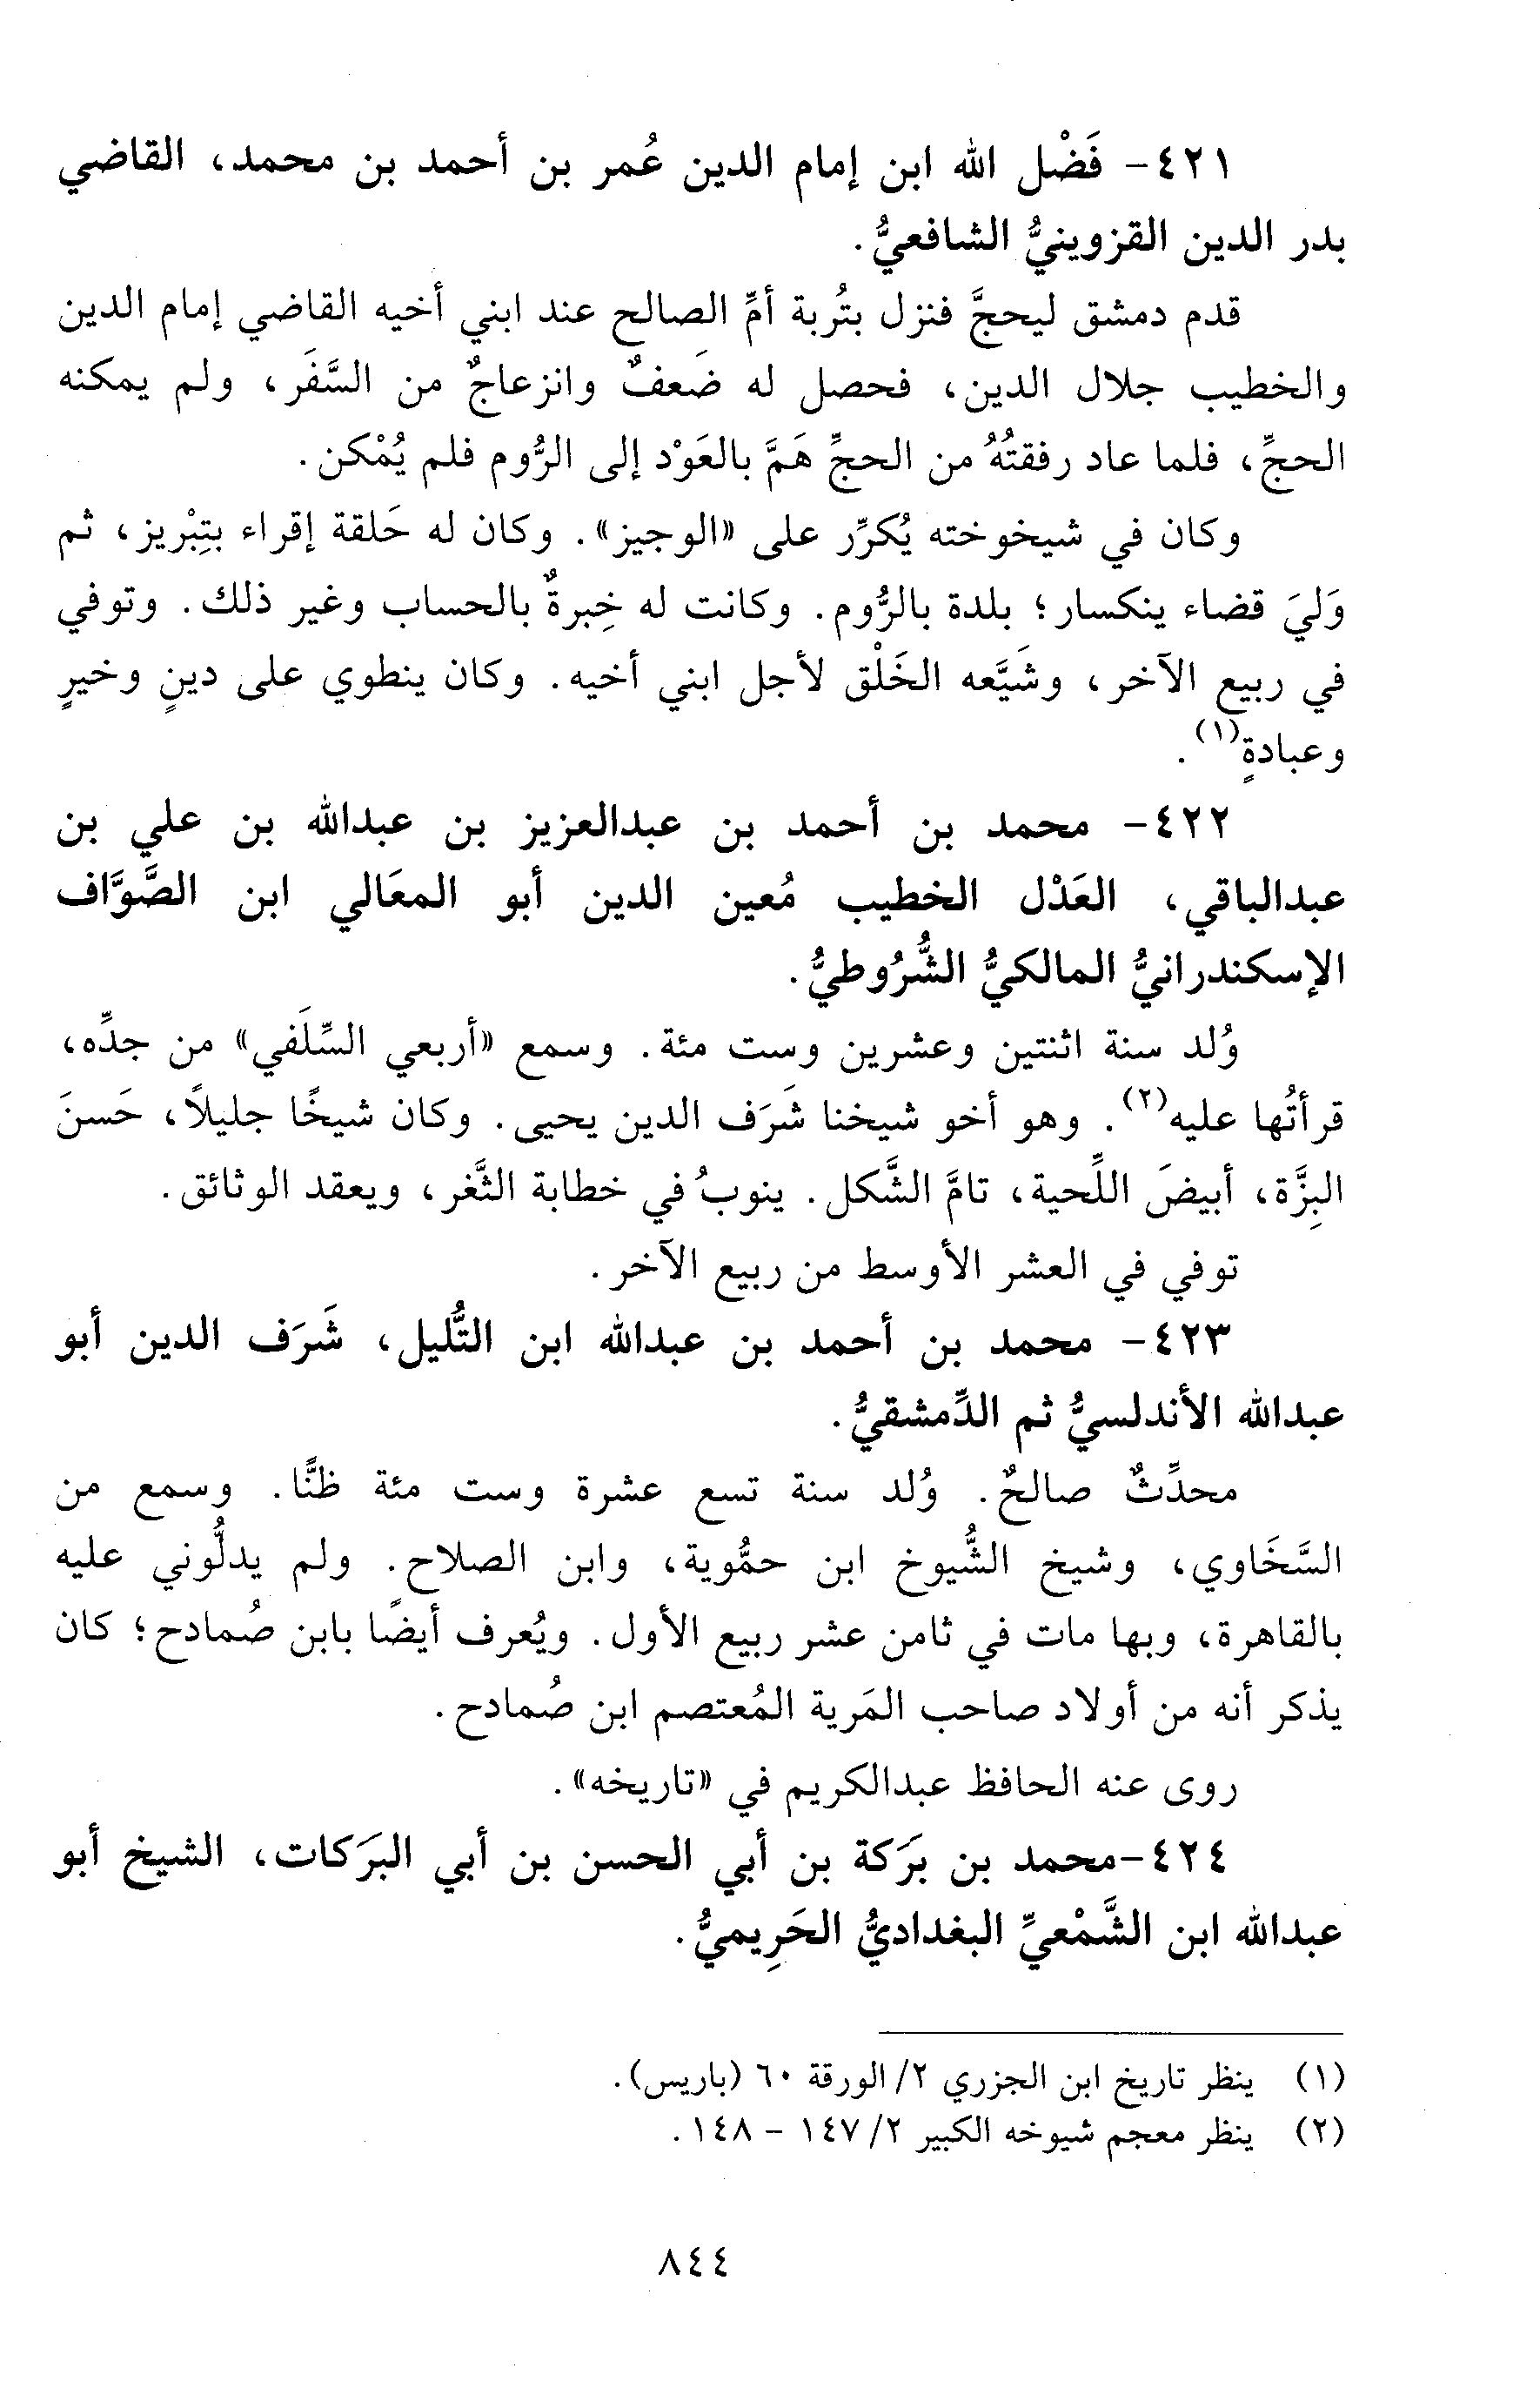 ٤٢١- فَضْل الله ابن إمام الدين عُمر بن أحمد بن محمد، القاضي
بدر الدين القزوينيُّ الشافعيُّ.
قدم دمشق ليحجَّ فنزل بتُربة أمِّ الصالح عند ابني أخيه القاضي إمام الدين
والخطيب جلال الدين، فحصل له ضَعفٌ وانزعاجٌ من السَّفَر، ولم يمكنه
الحجِّ، فلما عاد رفقتُهُ من الحجِّ هَمَّ بالعَوْد إلى الرُّوم فلم يُمْكن.
وكان في شيخوخته يُكرِّر على «الوجيز». وكان له حَلقة إقراء بتِبْريز، ثم
وَليَ قضاء ينكسار؛ بلدة بالرُّوم. وكانت له خِبرةٌ بالحساب وغير ذلك. وتوفي
في ربيع الآخر، وشَيَّعه الخَلْق لأجل ابني أخيه. وكان ينطوي على دينٍ وخيرٍ
وعبادةٍ(١).
٤٢٢- محمد بن أحمد بن عبدالعزيز بن عبدالله بن علي بن
عبدالباقي، العَدْل الخطيب مُعين الدين أبو المعَالي ابن الصَّوَّاف
الإسكندرانيُّ المالكيُّ الشُّرُوطيُّ.
وُلد سنة اثنتين وعشرين وست مئة. وسمع «أربعي السِّلَفي» من جدِّه،
قرأتُها عليه(٢). وهو أخو شيخنا شَرَف الدين يحيى. وكان شيخًا جليلاً، حَسنَ
البِزَّة، أبيضَ اللِّحية، تامَّ الشَّكل. ينوبُ في خطابة الثَّغر، ويعقد الوثائق.
توفي في العشر الأوسط من ربيع الآخر.
٤٢٣- محمد بن أحمد بن عبدالله ابن التُّليل، شَرَف الدين أبو
عبدالله الأندلسيُّ ثم الدِّمشقيُّ.
محدِّثٌ صالحٌ. وُلد سنة تسع عشرة وست مئة ظنًّا. وسمع من
السَّخَاوي، وشيخ الشُّيوخ ابن حمُّوية، وابن الصلاح. ولم يدلُّوني عليه
بالقاهرة، وبها مات في ثامن عشر ربيع الأول. ويُعرف أيضًا بابن صُمادح؛ كان
يذكر أنه من أولاد صاحب المَرية المُعتصم ابن صُمادح.
روى عنه الحافظ عبدالكريم في «تاريخه».
٤٢٤-محمد بن بَرَكة بن أبي الحسن بن أبي البرَكات، الشيخ أبو
عبدالله ابن الشَّمْعيِّ البغداديُّ الحَرِيميُّ.
(١) ينظر تاريخ ابن الجزري ٢/ الورقة ٦٠ (باريس).
(٢) ينظر معجم شيوخه الكبير ٢/ ١٤٧ - ١٤٨.
٨٤٤